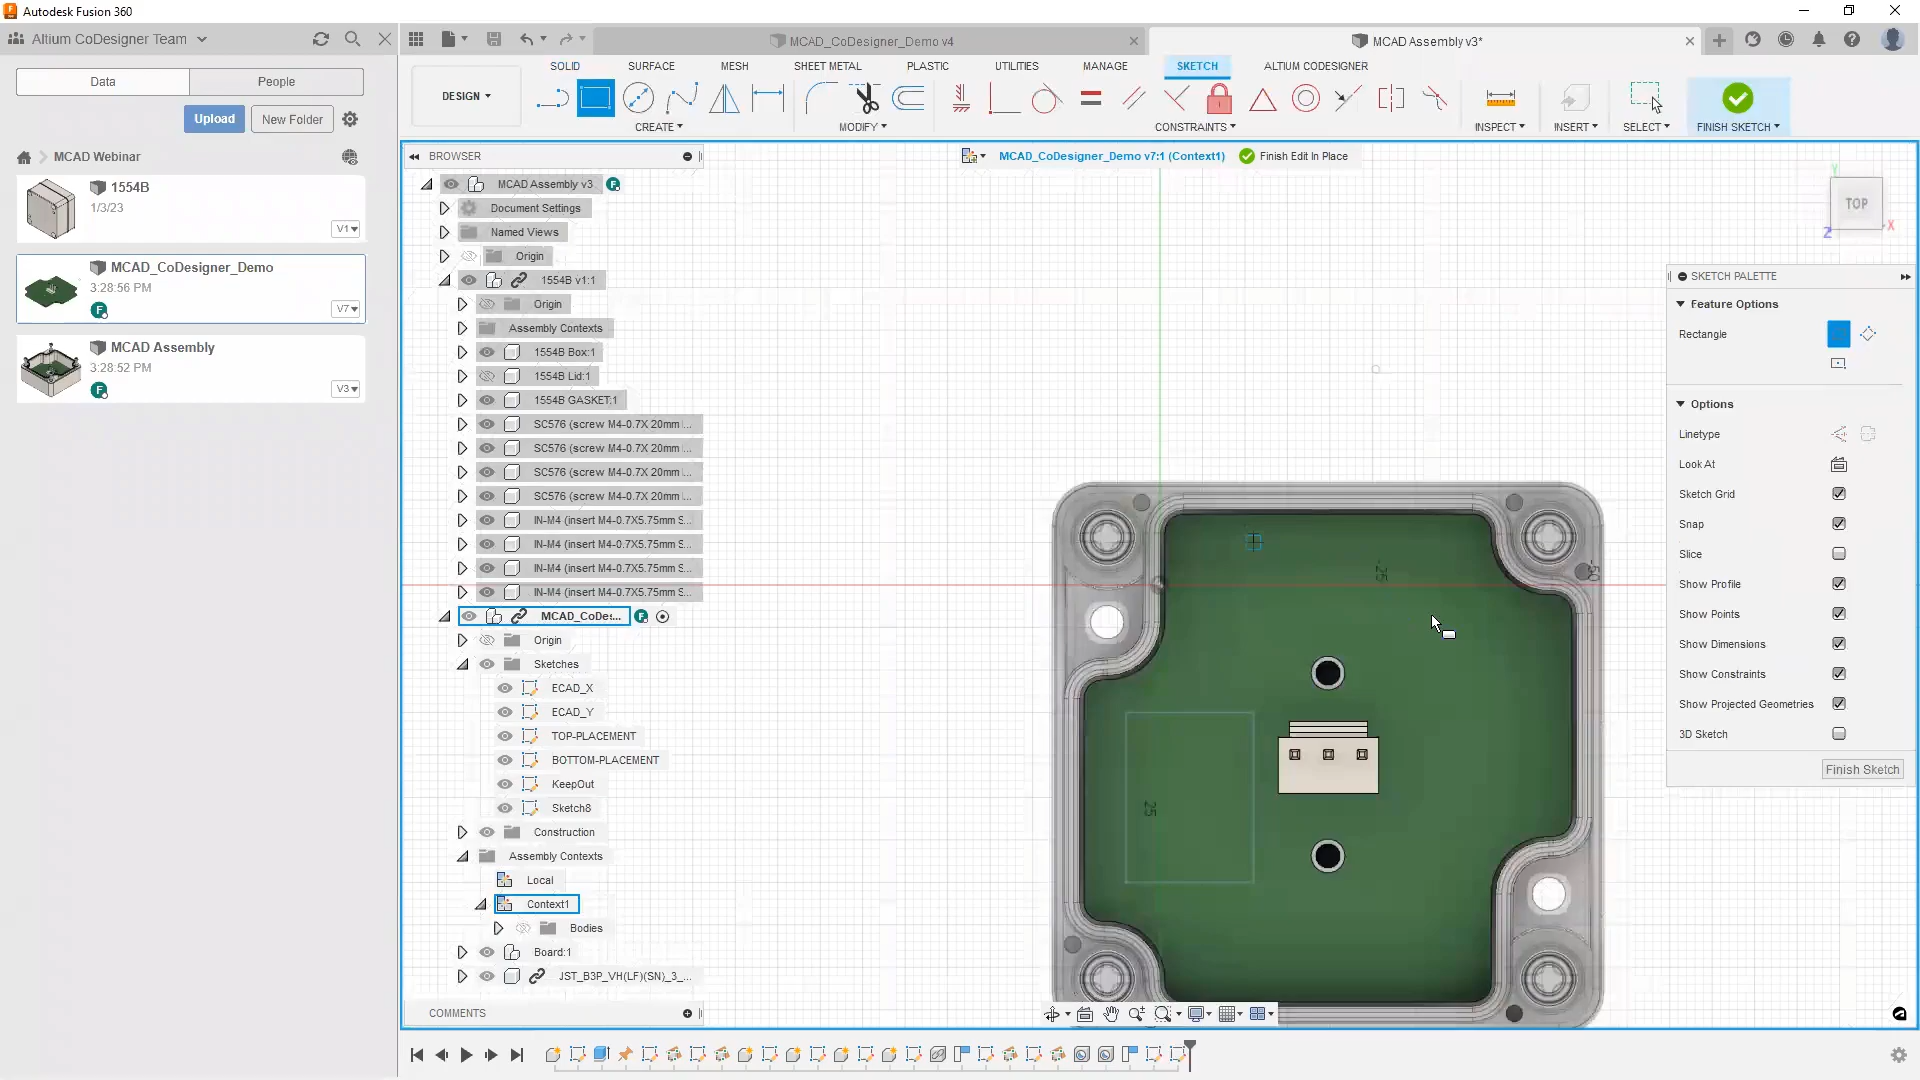 Autodesk Fusion 360
Altium CoDesigner Team
MCAD_CoDesigner_Demo v4
MCAD Assembly v3*
Data
People
Upload
New Folder
MCAD Webinar
1554B
1/3/23
V1
MCAD_CoDesigner_Demo
3:28:56 PM
V7
MCAD Assembly
3:28:52 PM
V3
SOLID
SURFACE
MESH
SHEET METAL
PLASTIC
UTILITIES
MANAGE
SKETCH
ALTIUM CODESIGNER
DESIGN
CREATE
MODIFY
CONSTRAINTS
INSPECT
INSERT
SELECT
FINISH SKETCH
BROWSER
MCAD_CoDesigner_Demo v7:1 (Context1)
Finish Edit In Place
MCAD Assembly v3
Document Settings
Named Views
Origin
1554B v1:1
Origin
Assembly Contexts
1554B Box:1
1554B Lid:1
1554B GASKET:1
SC576 (screw M4-0.7X 20mm l...
SC576 (screw M4-0.7X 20mm l...
SC576 (screw M4-0.7X 20mm l...
SC576 (screw M4-0.7X 20mm l...
IN-M4 (insert M4-0.7X5.75mm S...
IN-M4 (insert M4-0.7X5.75mm S...
IN-M4 (insert M4-0.7X5.75mm S...
IN-M4 (insert M4-0.7X5.75mm S...
MCAD_CoDes...
Origin
Sketches
ECAD_X
ECAD_Y
TOP-PLACEMENT
BOTTOM-PLACEMENT
KeepOut
Sketch8
Construction
Assembly Contexts
Local
Context1
Bodies
Board:1
JST_B3P_VH(LF)(SN)_3_...
COMMENTS
Y
TOP
X
Z
-25
-50
25
SKETCH PALETTE
Feature Options
Rectangle
Options
Linetype
Look At
Sketch Grid
Snap
Slice
Show Profile
Show Points
Show Dimensions
Show Constraints
Show Projected Geometries
3D Sketch
Finish Sketch